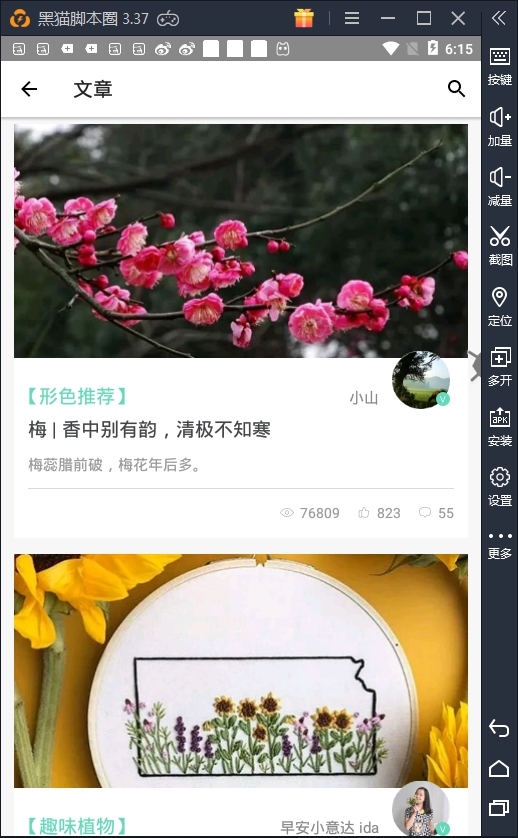 黑猫脚本圈 3.37
6:15
文章
【形色推荐】
小山
V
梅 | 香中别有韵，清极不知寒
梅蕊腊前破，梅花年后多。
76809
823
55
【趣味植物】
早安小意达 ida
V
按键
加量
减量
截图
定位
多开
APK
安装
设置
更多